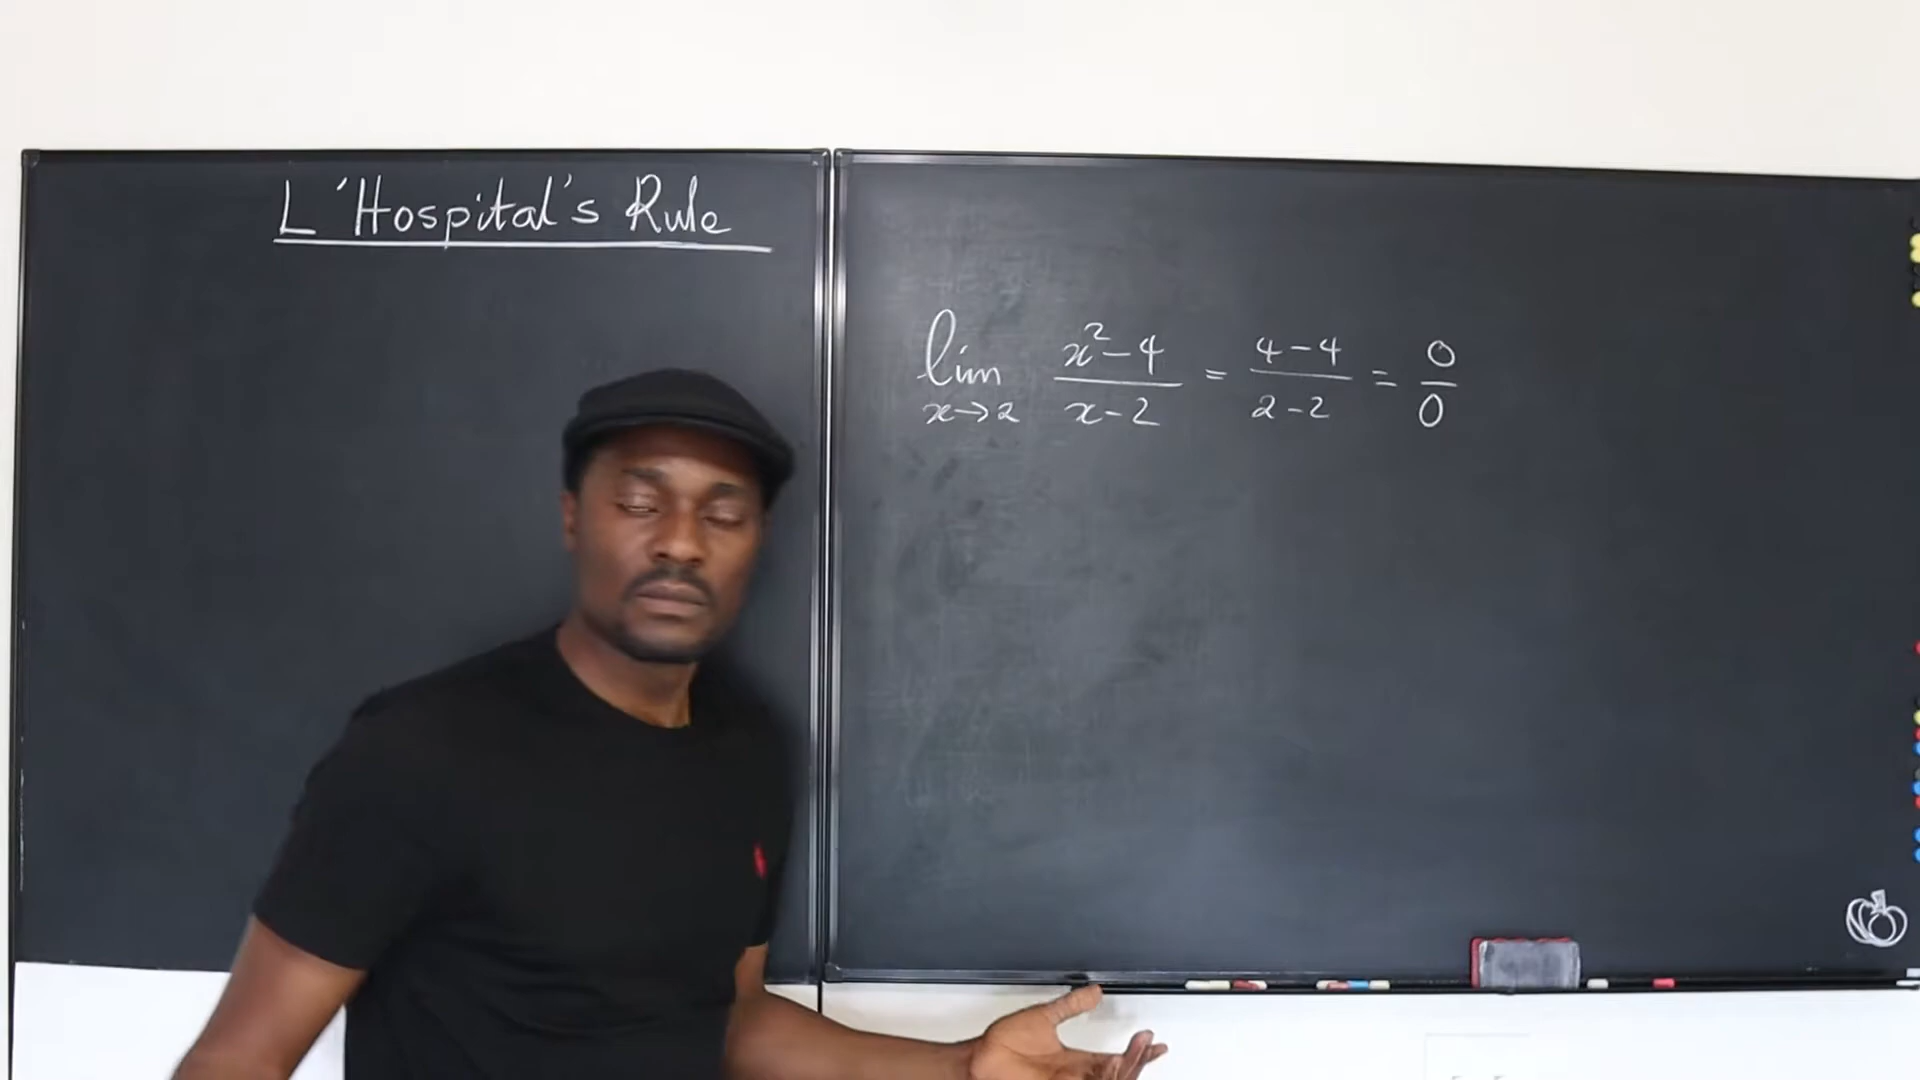 L'Hospital's Rule
lim x→2 (x²-4)/(x-2) = (4-4)/(2-2) = 0/0